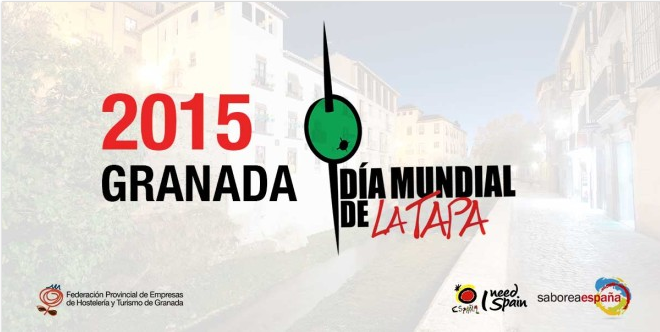 2015
GRANADA
DÍA MUNDIAL
DE LA TAPA
Federación Provincial de Empresas
de Hostelería y Turismo de Granada
ESPAÑA
I need
Spain
saboreaespaña